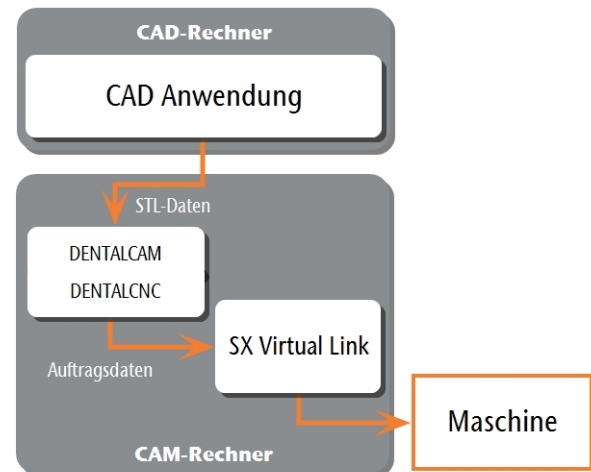 CAD-Rechner
CAD Anwendung
STL-Daten
DENTALCAM
DENTALCNC
SX Virtual Link
Auftragsdaten
Maschine
CAM-Rechner